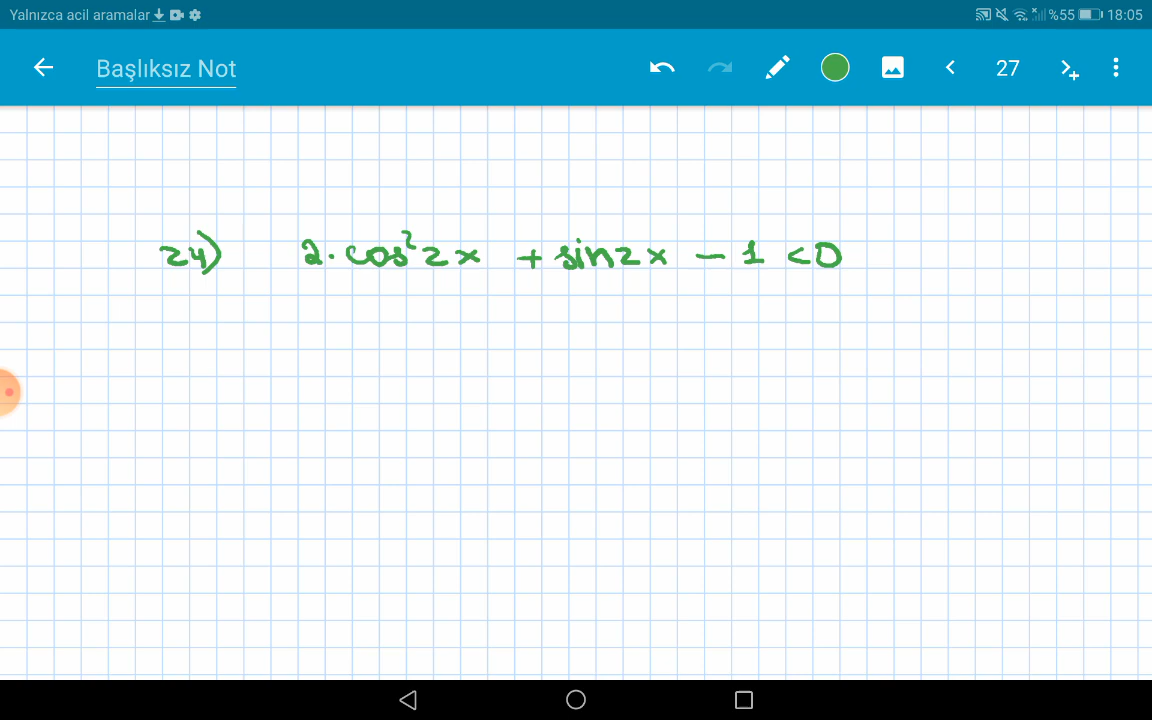 Yalnızca acil aramalar %55 18:05
Başlıksız Not 27
24) 2·cos²2x + sin2x − 1 < 0